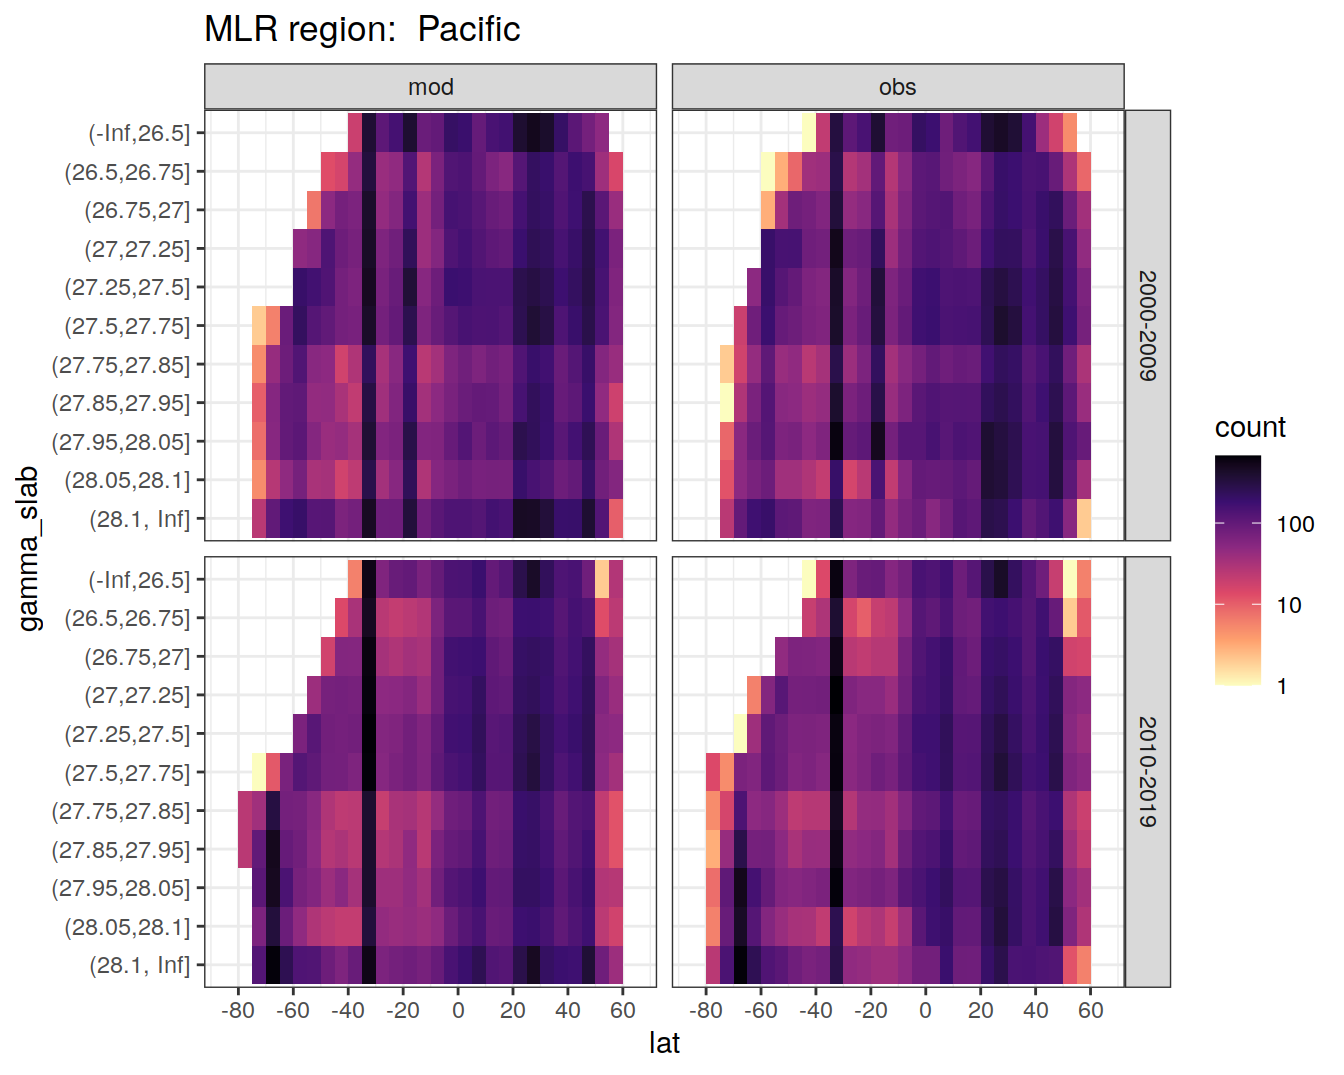 MLR region:  Pacific
mod
obs
(-Inf,26.5]
(26.5,26.75]
(26.75,27]
(27,27.25]
(27.25,27.5]
(27.5,27.75]
(27.75,27.85]
(27.85,27.95]
(27.95,28.05]
(28.05,28.1]
(28.1, Inf]
2000-2009
(-Inf,26.5]
(26.5,26.75]
(26.75,27]
(27,27.25]
(27.25,27.5]
(27.5,27.75]
(27.75,27.85]
(27.85,27.95]
(27.95,28.05]
(28.05,28.1]
(28.1, Inf]
2010-2019
gamma_slab
-80 -60 -40 -20 0 20 40 60
-80 -60 -40 -20 0 20 40 60
lat
count
100
10
1